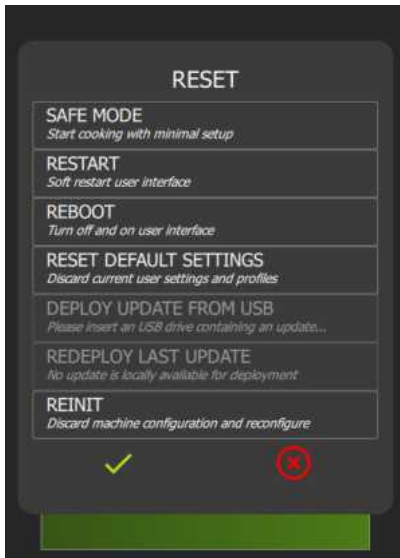 RESET
SAFE MODE
Start cooking with minimal setup
RESTART
Soft restart user interface
REBOOT
Turn off and on user interface
RESET DEFAULT SETTINGS
Discard current user settings and profiles
DEPLOY UPDATE FROM USB
Please insert an USB drive containing an update...
REDEPLOY LAST UPDATE
No update is locally available for deployment
REINIT
Discard machine configuration and reconfigure